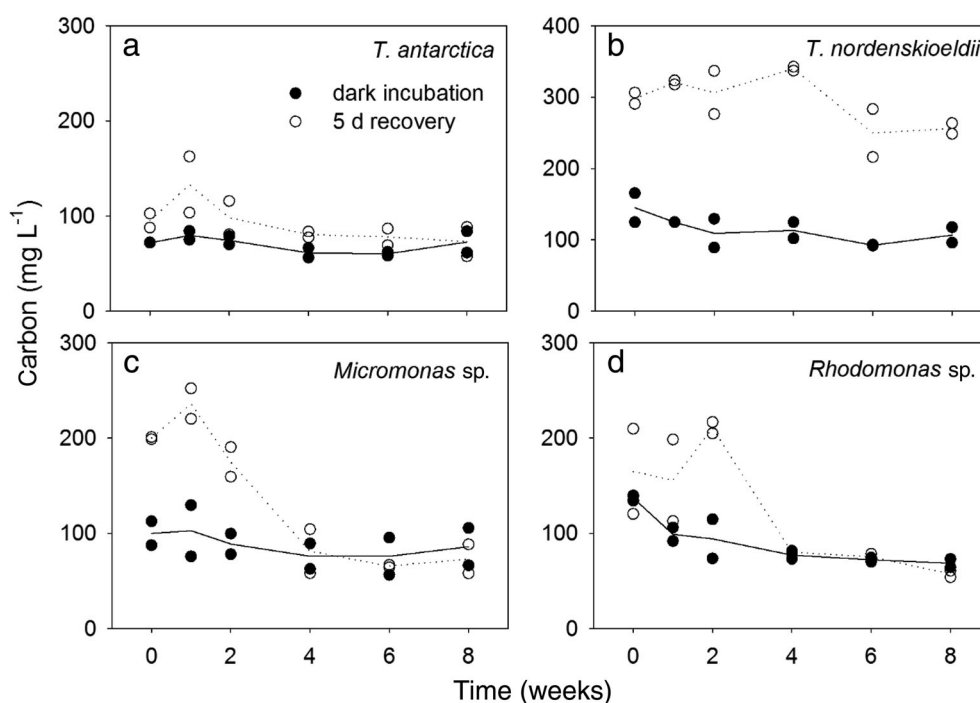 a
T. antarctica
dark incubation
5 d recovery
300
200
100
0
b
T. nordenskioeldii
400
300
200
100
0
Carbon (mg L⁻¹)
c
Micromonas sp.
300
200
100
0
0 2 4 6 8
d
Rhodomonas sp.
300
200
100
0
0 2 4 6 8
Time (weeks)